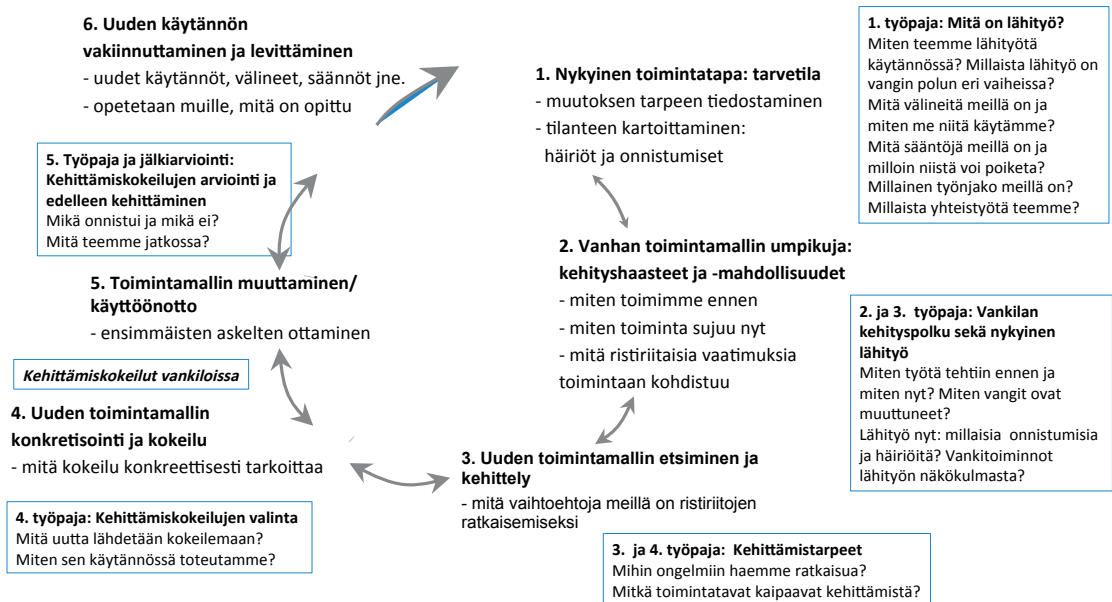 6. Uuden käytännön
vakiinnuttaminen ja levittäminen
- uudet käytännöt, välineet, säännöt jne.
- opetetaan muille, mitä on opittu
1. Nykyinen toimintatapa: tarvetila
- muutoksen tarpeen tiedostaminen
- tilanteen kartoittaminen:
häiriöt ja onnistumiset
1. työpaja: Mitä on lähityö?
Miten teemme lähityötä
käytännössä? Millaista lähityö on
vangin polun eri vaiheissa?
Mitä välineitä meillä on ja
miten me niitä käytämme?
Mitä sääntöjä meillä on ja
milloin niistä voi poiketa?
Millainen työnjako meillä on?
Millaista yhteistyötä teemme?
5. Työpaja ja jälkiarviointi:
Kehittämiskokeilujen arviointi ja
edelleen kehittäminen
Mikä onnistui ja mikä ei?
Mitä teemme jatkossa?
2. Vanhan toimintamallin umpikuja:
kehityshaasteet ja -mahdollisuudet
- miten toimimme ennen
- miten toiminta sujuu nyt
- mitä ristiriitaisia vaatimuksia
toimintaan kohdistuu
5. Toimintamallin muuttaminen/
käyttöönotto
- ensimmäisten askelten ottaminen
2. ja 3. työpaja: Vankilan
kehityspolku sekä nykyinen
lähityö
Miten työtä tehtiin ennen ja
miten nyt? Miten vangit ovat
muuttuneet?
Lähityö nyt: millaisia onnistumisia
ja häiriöitä? Vankitoiminnot
lähityön näkökulmasta?
Kehittämiskokeilut vankiloissa
4. Uuden toimintamallin
konkretisointi ja kokeilu
- mitä kokeilu konkreettisesti tarkoittaa
3. Uuden toimintamallin etsiminen ja
kehittely
- mitä vaihtoehtoja meillä on ristiriitojen
ratkaisemiseksi
4. työpaja: Kehittämiskokeilujen valinta
Mitä uutta lähdetään kokeilemaan?
Miten sen käytännössä toteutamme?
3. ja 4. työpaja: Kehittämistarpeet
Mihin ongelmiin haemme ratkaisua?
Mitkä toimintatavat kaipaavat kehittämistä?